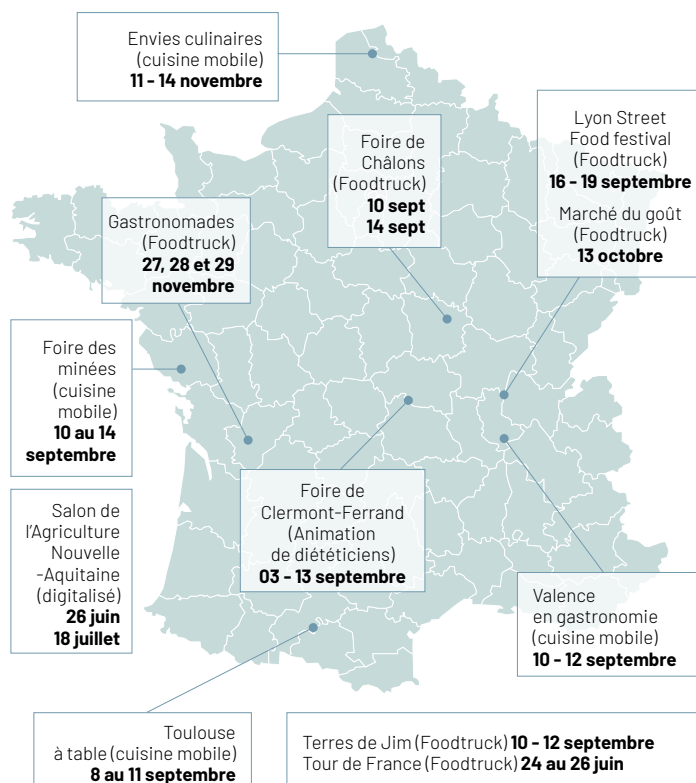 Envies culinaires
(cuisine mobile)
11 - 14 novembre
Lyon Street
Food festival
(Foodtruck)
16 - 19 septembre
Marché du goût
(Foodtruck)
13 octobre
Foire de
Châlons
(Foodtruck)
10 sept
14 sept
Gastronomades
(Foodtruck)
27, 28 et 29
novembre
Foire des
minées
(cuisine
mobile)
10 au 14
septembre
Foire de
Clermont-Ferrand
(Animation
de diététiciens)
03 - 13 septembre
Salon de
l’Agriculture
Nouvelle
-Aquitaine
(digitalisé)
26 juin
18 juillet
Valence
en gastronomie
(cuisine mobile)
10 - 12 septembre
Toulouse
à table (cuisine mobile)
8 au 11 septembre
Terres de Jim (Foodtruck) 10 - 12 septembre
Tour de France (Foodtruck) 24 au 26 juin